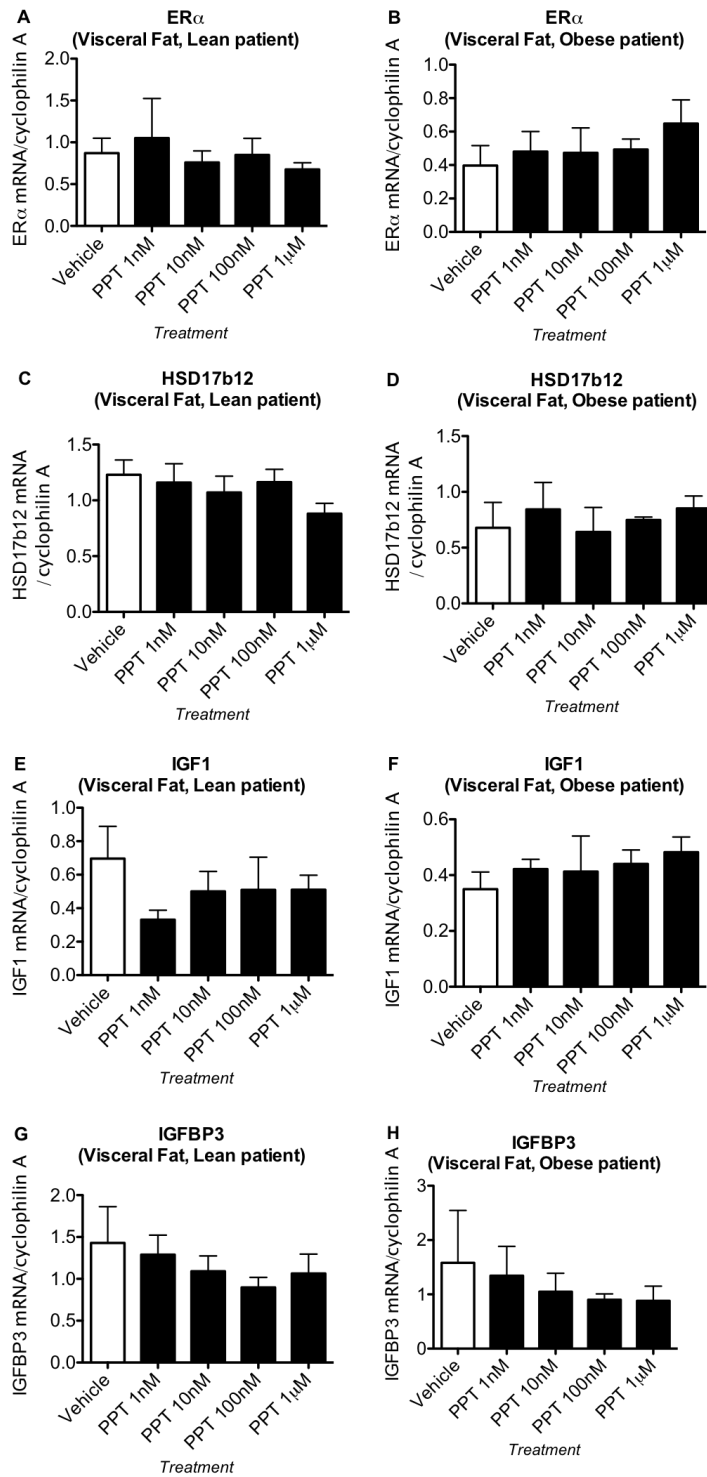 A
ERα
(Visceral Fat, Lean patient)
ERα mRNA/cyclophilin A
2.0
1.5
1.0
0.5
0.0
Vehicle
PPT 1nM
PPT 10nM
PPT 100nM
PPT 1µM
Treatment
B
ERα
(Visceral Fat, Obese patient)
ERα mRNA/cyclophilin A
1.0
0.8
0.6
0.4
0.2
0.0
Vehicle
PPT 1nM
PPT 10nM
PPT 100nM
PPT 1µM
Treatment
C
HSD17b12
(Visceral Fat, Lean patient)
HSD17b12 mRNA
/ cyclophilin A
1.5
1.0
0.5
0.0
Vehicle
PPT 1nM
PPT 10nM
PPT 100nM
PPT 1µM
Treatment
D
HSD17b12
(Visceral Fat, Obese patient)
HSD17b12 mRNA
/ cyclophilin A
1.5
1.0
0.5
0.0
Vehicle
PPT 1nM
PPT 10nM
PPT 100nM
PPT 1µM
Treatment
E
IGF1
(Visceral Fat, Lean patient)
IGF1 mRNA/cyclophilin A
1.0
0.8
0.6
0.4
0.2
0.0
Vehicle
PPT 1nM
PPT 10nM
PPT 100nM
PPT 1µM
Treatment
F
IGF1
(Visceral Fat, Obese patient)
IGF1 mRNA/cyclophilin A
0.6
0.4
0.2
0.0
Vehicle
PPT 1nM
PPT 10nM
PPT 100nM
PPT 1µM
Treatment
G
IGFBP3
(Visceral Fat, Lean patient)
IGFBP3 mRNA/cyclophilin A
2.0
1.5
1.0
0.5
0.0
Vehicle
PPT 1nM
PPT 10nM
PPT 100nM
PPT 1µM
Treatment
H
IGFBP3
(Visceral Fat, Obese patient)
IGFBP3 mRNA/cyclophilin A
3
2
1
0
Vehicle
PPT 1nM
PPT 10nM
PPT 100nM
PPT 1µM
Treatment